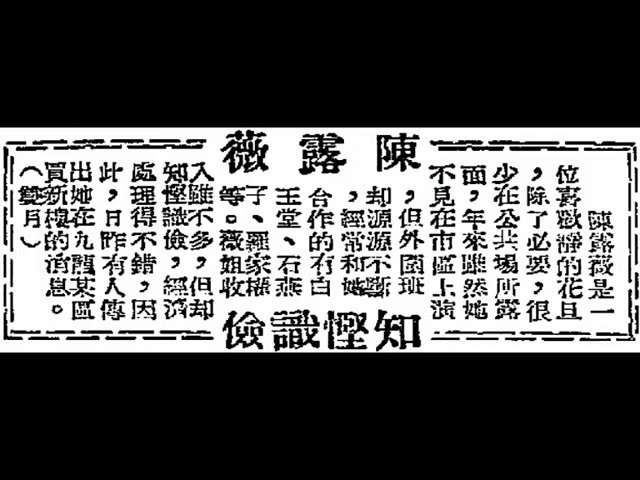 陳露薇
知慳識儉
陳露薇是一
位喜歡靜的花旦
，除了必要，很
少在公共場所露
面，年來雖然她
不見在市區上演
，但外圍班
却源源不斷
，經常和她
合作的有白
玉堂、石燕
子、羅家權
等。薇姐收
入雖不多，但却
知慳識儉，經濟
處理得不錯，因
此，日昨有人傳
出她在九龍某區
買新樓的消息。
（月）